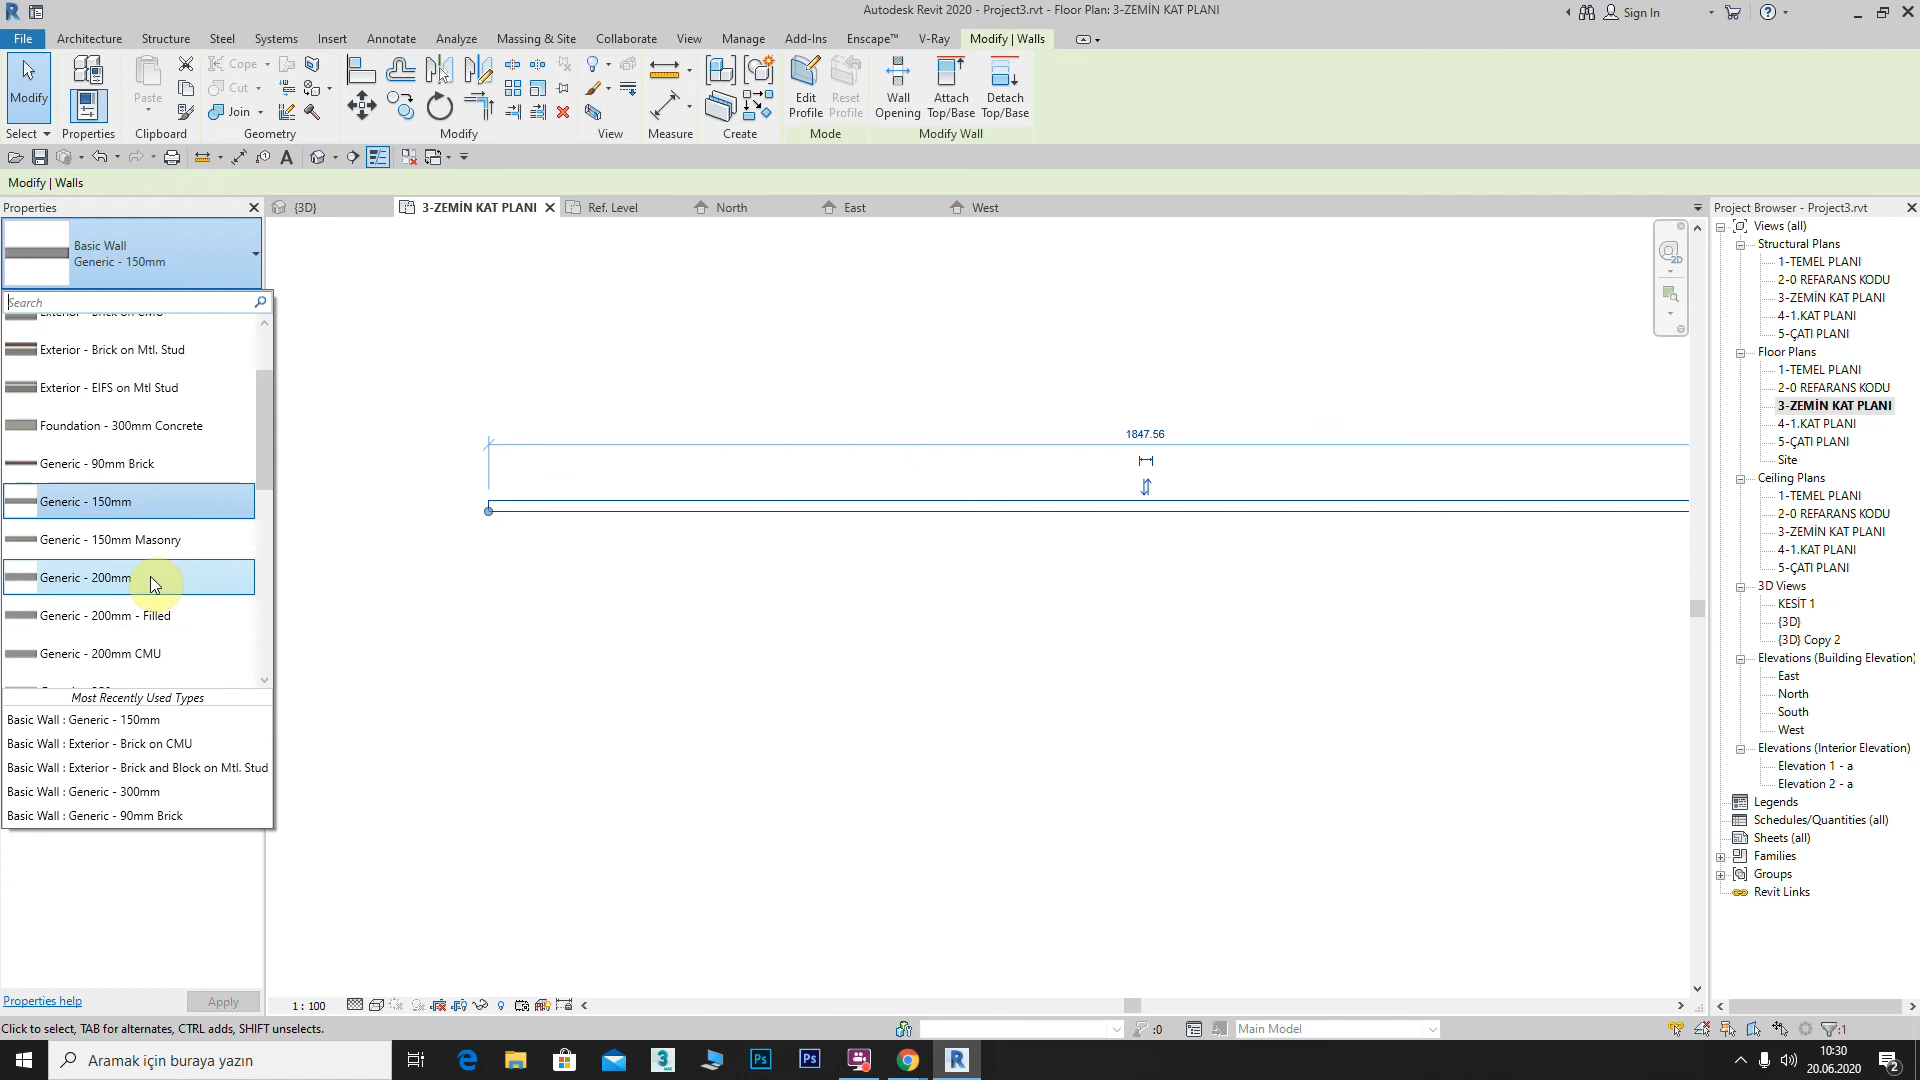 Autodesk Revit 2020 - Project3.rvt - Floor Plan: 3-ZEMİN KAT PLANI
Sign In
File Architecture Structure Steel Systems Insert Annotate Analyze Massing & Site Collaborate View Manage Add-Ins Enscape™ V-Ray Modify | Walls
Modify
Properties
Paste
Cope
Cut
Join
Edit Profile
Reset Profile
Wall Opening
Attach Top/Base
Detach Top/Base
Select Properties Clipboard Geometry Modify View Measure Create Mode Modify Wall
Modify | Walls
Properties
{3D} 3-ZEMİN KAT PLANI Ref. Level North East West
Basic Wall
Generic - 150mm
Search
Exterior - Brick on CMU
Exterior - Brick on Mtl. Stud
Exterior - EIFS on Mtl Stud
Foundation - 300mm Concrete
Generic - 90mm Brick
Generic - 150mm
Generic - 150mm Masonry
Generic - 200mm
Generic - 200mm - Filled
Generic - 200mm CMU
Most Recently Used Types
Basic Wall : Generic - 150mm
Basic Wall : Exterior - Brick on CMU
Basic Wall : Exterior - Brick and Block on Mtl. Stud
Basic Wall : Generic - 300mm
Basic Wall : Generic - 90mm Brick
Properties help
Apply
1847.56
2D
Project Browser - Project3.rvt
Views (all)
Structural Plans
1-TEMEL PLANI
2-0 REFARANS KODU
3-ZEMİN KAT PLANI
4-1.KAT PLANI
5-ÇATI PLANI
Floor Plans
1-TEMEL PLANI
2-0 REFARANS KODU
3-ZEMİN KAT PLANI
4-1.KAT PLANI
5-ÇATI PLANI
Site
Ceiling Plans
1-TEMEL PLANI
2-0 REFARANS KODU
3-ZEMİN KAT PLANI
4-1.KAT PLANI
5-ÇATI PLANI
3D Views
KESİT 1
{3D}
{3D} Copy 2
Elevations (Building Elevation)
East
North
South
West
Elevations (Interior Elevation)
Elevation 1 - a
Elevation 2 - a
Legends
Schedules/Quantities (all)
Sheets (all)
Families
Groups
Revit Links
1 : 100
Click to select, TAB for alternates, CTRL adds, SHIFT unselects.
:0
Main Model
:1
Aramak için buraya yazın
10:30
20.06.2020
2